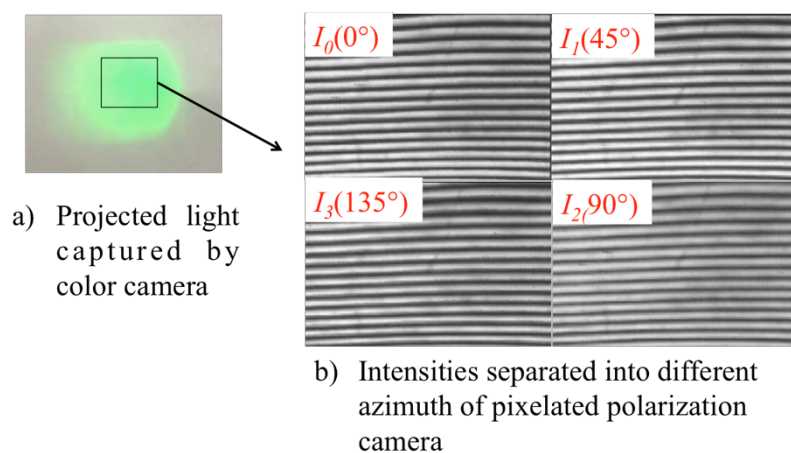 I0(0°)
I1(45°)
I3(135°)
I2(90°)
a) Projected light
captured by
color camera
b) Intensities separated into different
azimuth of pixelated polarization
camera